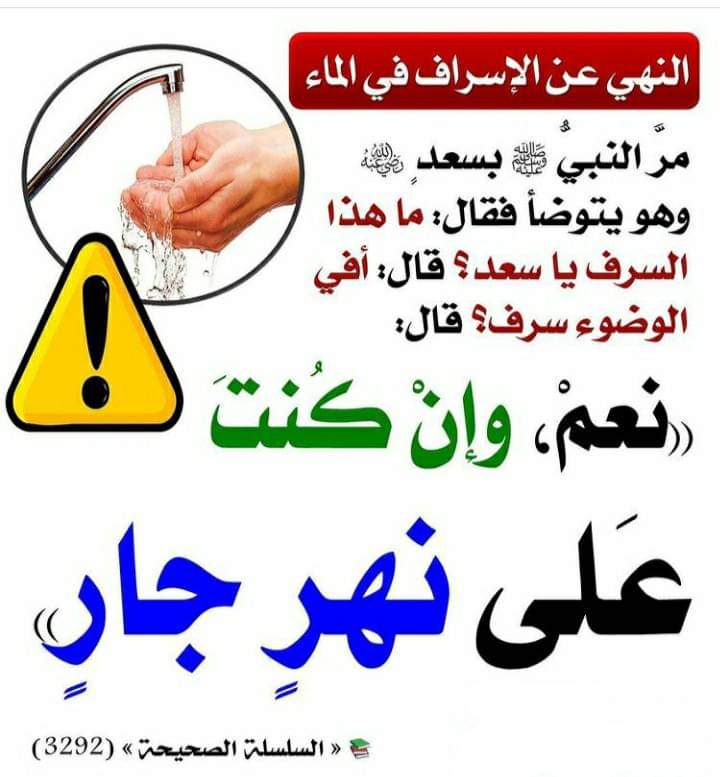 النهي عن الإسراف في الماء
مرَّ النبيُّ ﷺ بسعدٍ رضي الله عنه
وهو يتوضأ فقال: ما هذا
السرف يا سعد؟ قال: أفي
الوضوء سرف؟ قال:
((نعمْ، وإنْ كُنتَ
عَلى نهرٍ جارٍ))
« السلسلة الصحيحة » (3292)